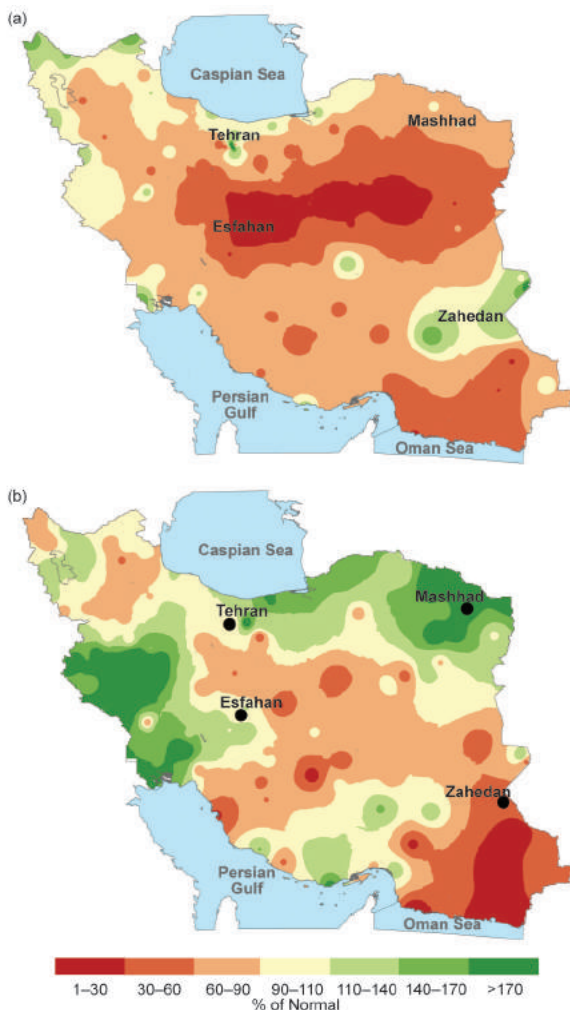 (a)
Caspian Sea
Tehran
Mashhad
Esfahan
Zahedan
Persian
Gulf
Oman Sea
(b)
Caspian Sea
Tehran
Mashhad
Esfahan
Zahedan
Persian
Gulf
Oman Sea
1–30 30–60 60–90 90–110 110–140 140–170 >170
% of Normal